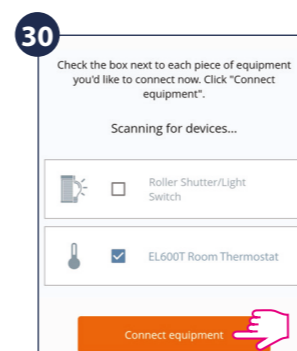 30
Check the box next to each piece of equipment
you'd like to connect now. Click "Connect
equipment".
Scanning for devices...
Roller Shutter/Light
Switch
EL600T Room Thermostat
Connect equipment